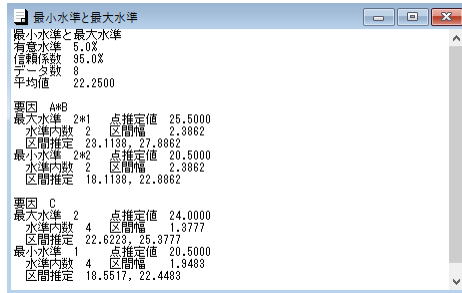 最小水準と最大水準
最小水準と最大水準
有意水準 5.0%
信頼係数 95.0%
データ数 8
平均値 22.2500
要因 A*B
最大水準 2*1 点推定値 25.5000
水準内数 2 区間幅 2.3862
区間推定 23.1138, 27.8862
最小水準 2*2 点推定値 20.5000
水準内数 2 区間幅 2.3862
区間推定 18.1138, 22.8862
要因 C
最大水準 2 点推定値 24.0000
水準内数 4 区間幅 1.3777
区間推定 22.6223, 25.3777
最小水準 1 点推定値 20.5000
水準内数 4 区間幅 1.9483
区間推定 18.5517, 22.4483